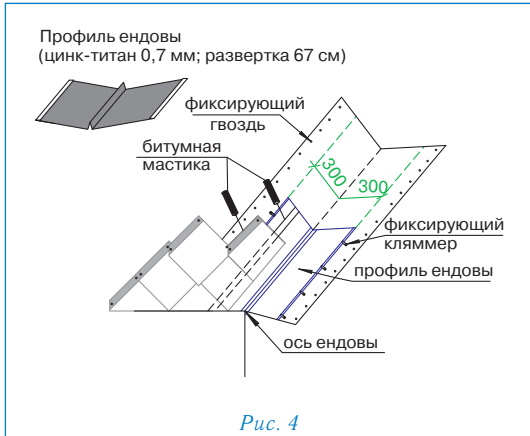 Профиль ендовы
(цинк-титан 0,7 мм; развертка 67 см)
фиксирующий
гвоздь
битумная
мастика
300
300
фиксирующий
кляммер
профиль ендовы
ось ендовы
Рис. 4